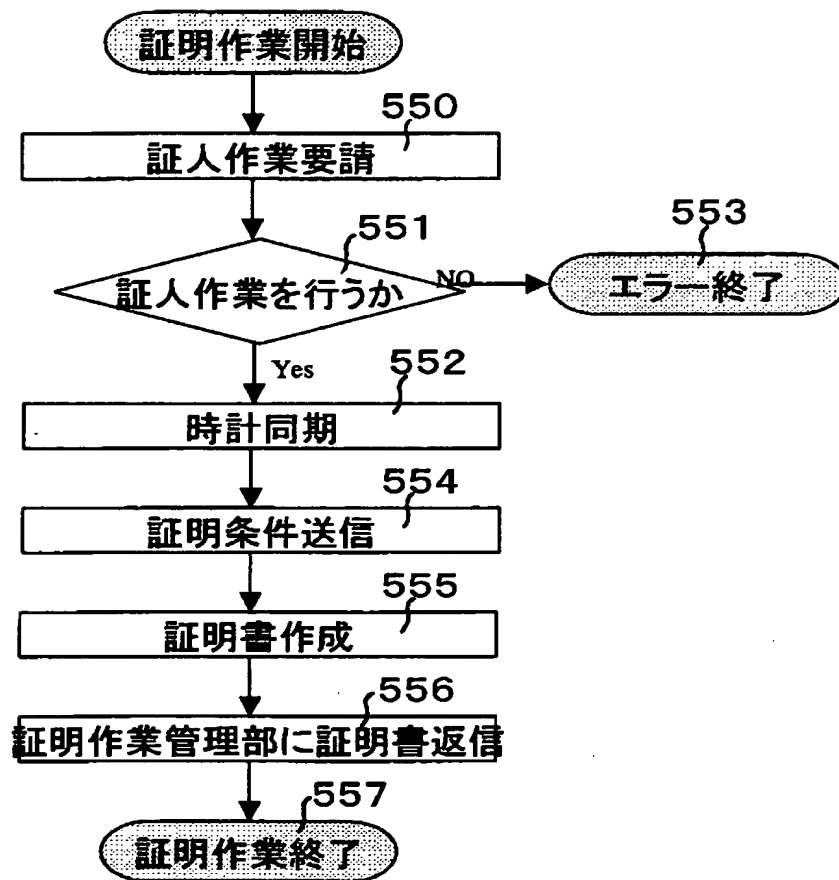 証明作業開始
550
証人作業要請
551
証人作業を行うか
NO
553
エラー終了
Yes
552
時計同期
554
証明条件送信
555
証明書作成
556
証明作業管理部に証明書返信
557
証明作業終了